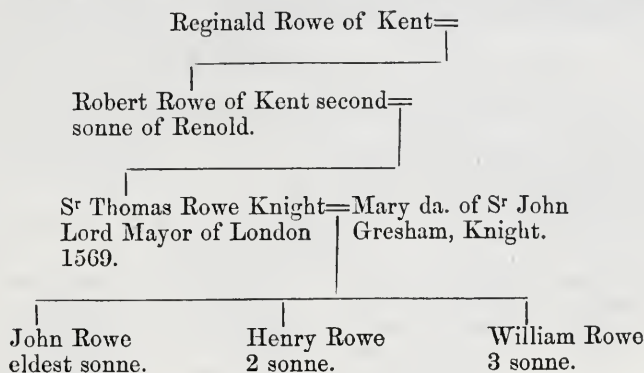 Reginald Rowe of Kent=
Robert Rowe of Kent second=
sonne of Renold.
Sʳ Thomas Rowe Knight=Mary da. of Sʳ John
Lord Mayor of London
Gresham, Knight.
1569.
John Rowe
eldest sonne.
Henry Rowe
2 sonne.
William Rowe
3 sonne.